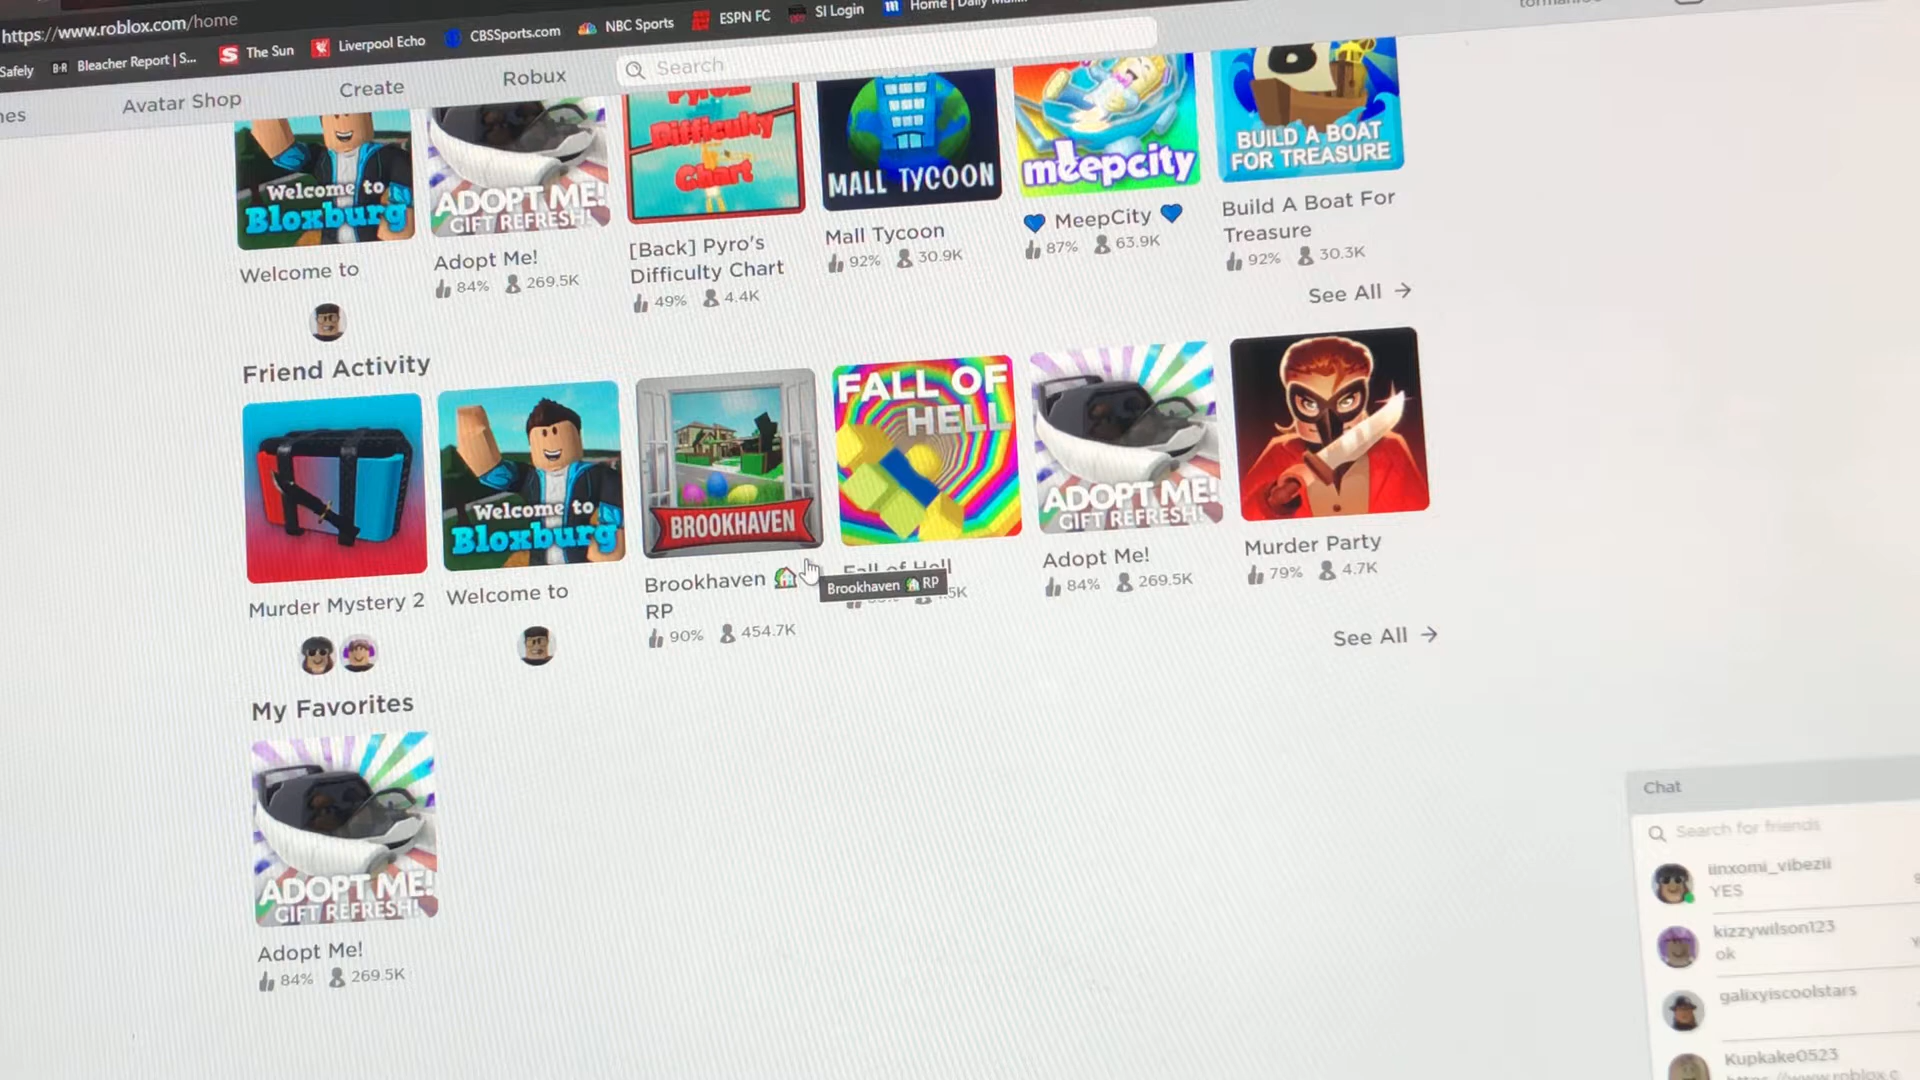 https://www.roblox.com/home
Safely
B·R Bleacher Report | S...
S The Sun
Liverpool Echo
CBSSports.com
NBC Sports
ESPN FC
SI Login
m
Avatar Shop
Create
Robux
Search
Welcome to
Bloxburg
ADOPT ME!
GIFT REFRESH!
Pyro's
Difficulty
Chart
MALL TYCOON
meepcity
B
BUILD A BOAT
FOR TREASURE
Welcome to
Adopt Me!
84% 269.5K
[Back] Pyro's
Difficulty Chart
49% 4.4K
Mall Tycoon
92% 30.9K
💙 MeepCity 💙
87% 63.9K
Build A Boat For
Treasure
92% 30.3K
See All →
Friend Activity
Welcome to
Bloxburg
BROOKHAVEN
FALL OF
HELL
ADOPT ME!
GIFT REFRESH!
Murder Mystery 2
Welcome to
Brookhaven 🏡
RP
90% 454.7K
Fall of Hell
Brookhaven 🏡 RP
Adopt Me!
84% 269.5K
Murder Party
79% 4.7K
See All →
My Favorites
ADOPT ME!
GIFT REFRESH!
Adopt Me!
84% 269.5K
Chat
Search for friends
iinxomi_vibezii
YES
kizzywilson123
ok
galixyiscoolstars
Kupkake0523